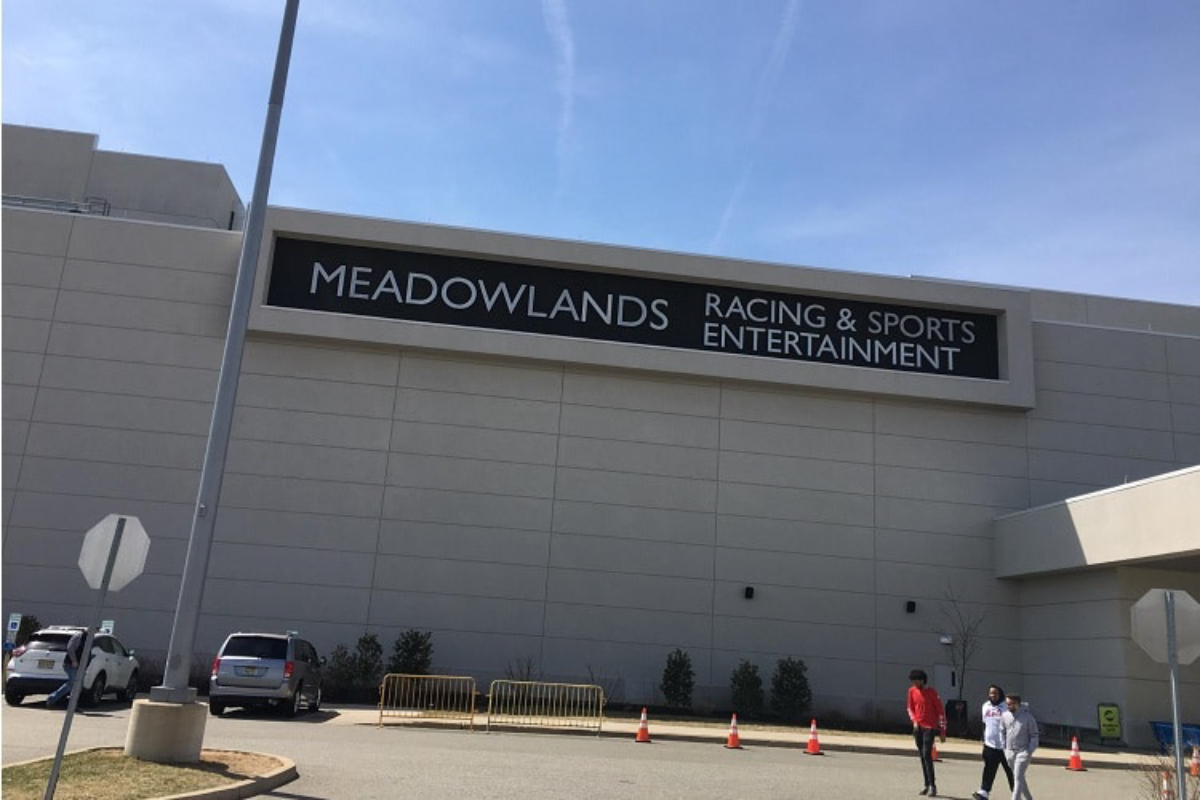 MEADOWLANDS
RACING & SPORTS
ENTERTAINMENT